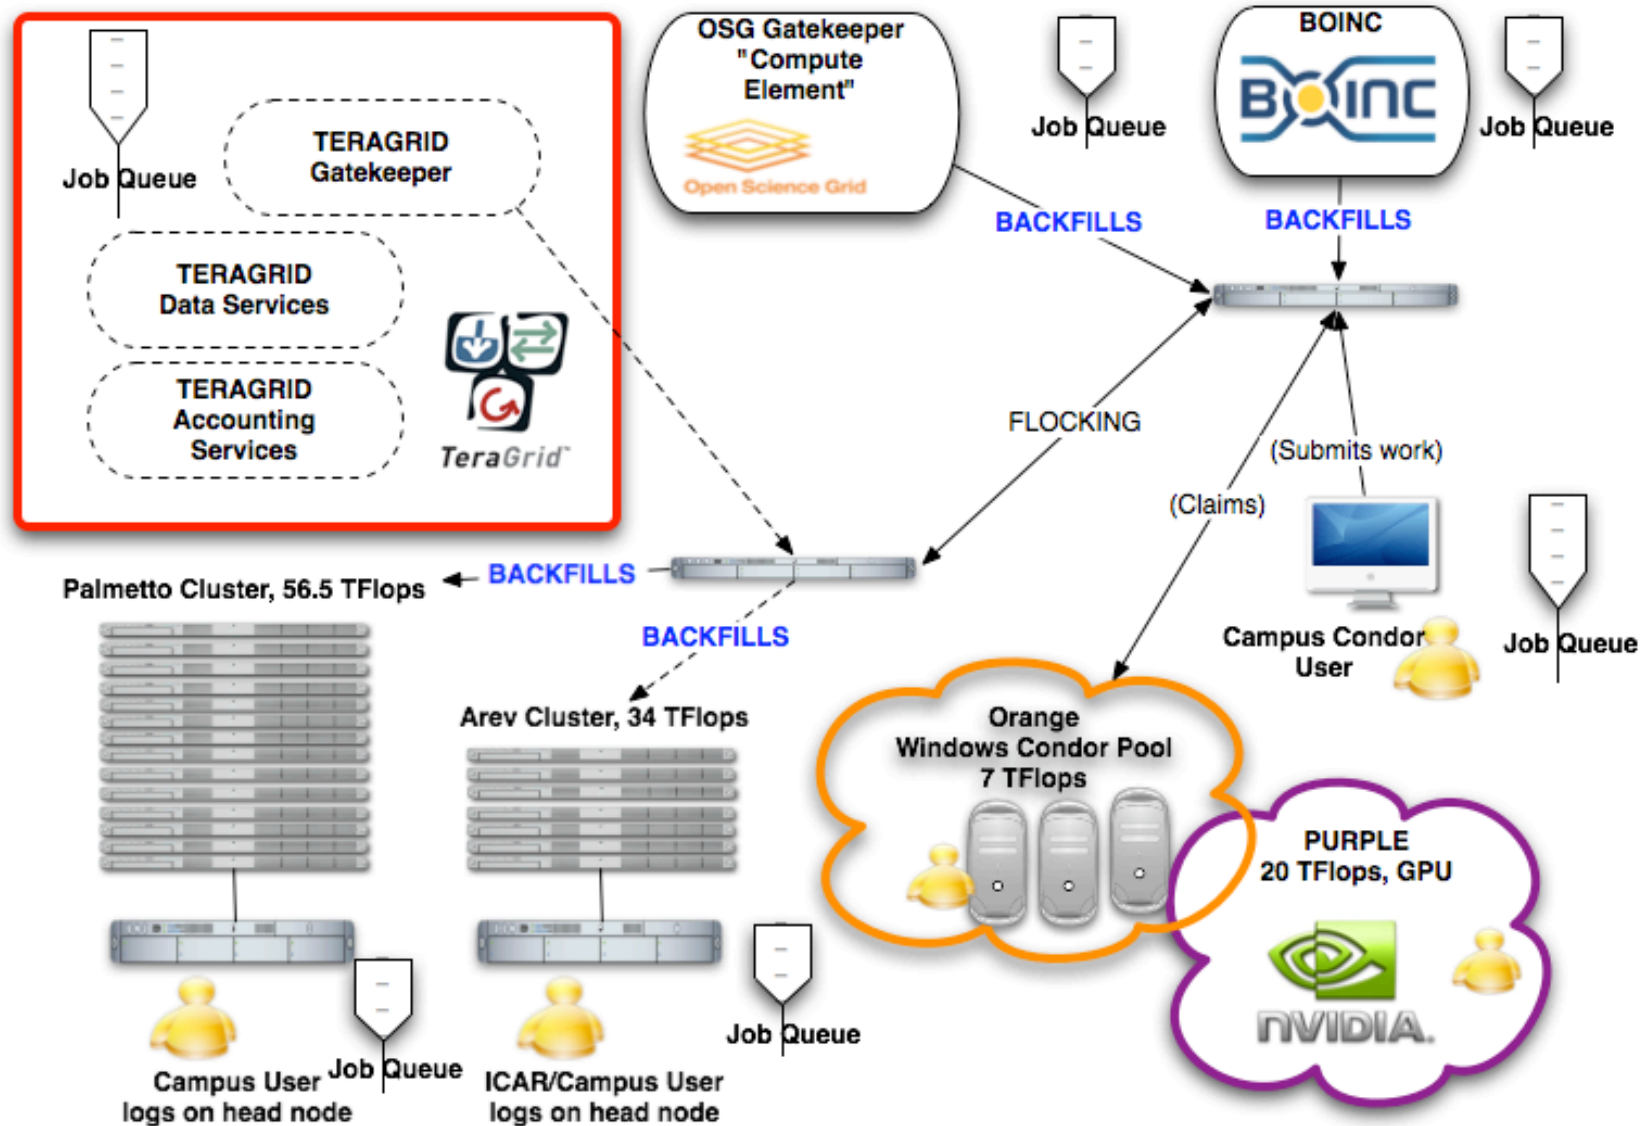 OSG Gatekeeper
"Compute
Element"
Open Science Grid
Job Queue
BOINC
BOINC
Job Queue
Job Queue
TERAGRID
Gatekeeper
TERAGRID
Data Services
TERAGRID
Accounting
Services
TeraGrid™
BACKFILLS
BACKFILLS
FLOCKING
(Submits work)
(Claims)
Campus Condor
User
Job Queue
BACKFILLS
BACKFILLS
Palmetto Cluster, 56.5 TFlops
Arev Cluster, 34 TFlops
Orange
Windows Condor Pool
7 TFlops
PURPLE
20 TFlops, GPU
NVIDIA.
Job Queue
Campus User
logs on head node
Job Queue
ICAR/Campus User
logs on head node